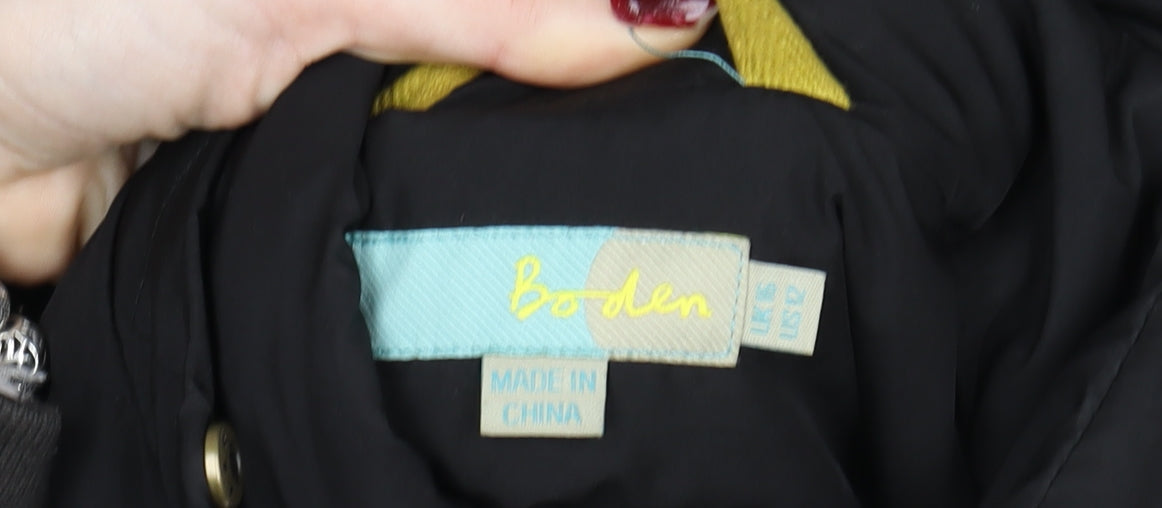 Boden
UK 16
US 12
MADE IN
CHINA